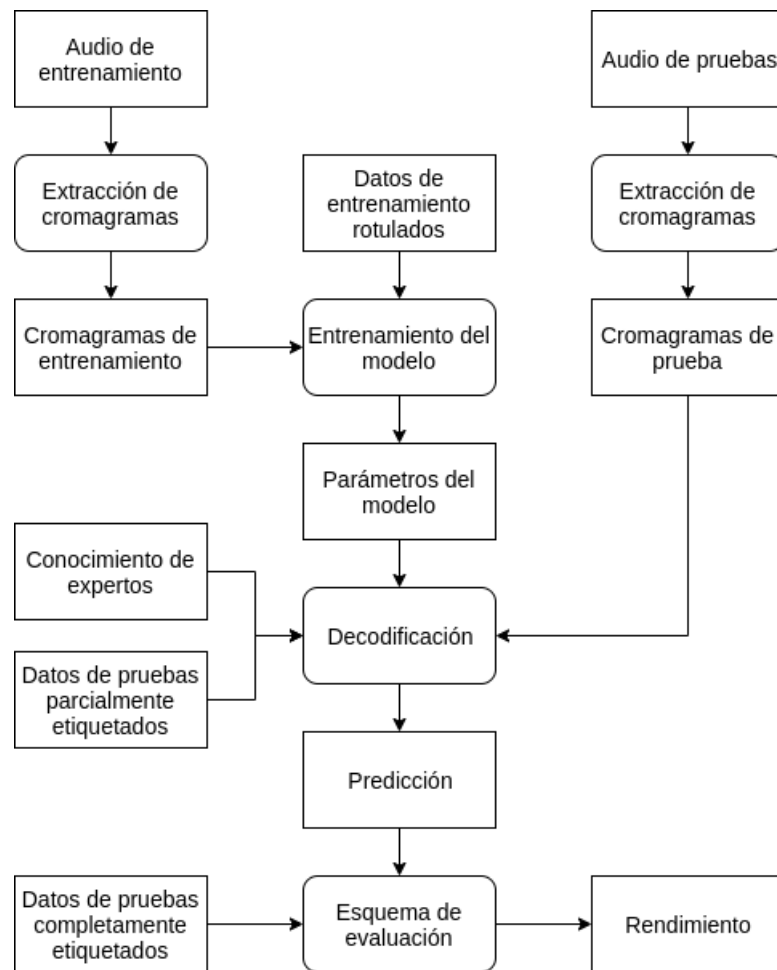 Audio de
entrenamiento
Audio de pruebas
Extracción de
cromagramas
Datos de
entrenamiento
rotulados
Extracción de
cromagramas
Cromagramas de
entrenamiento
Entrenamiento del
modelo
Cromagramas de
prueba
Parámetros del
modelo
Conocimiento de
expertos
Decodificación
Datos de pruebas
parcialmente
etiquetados
Predicción
Datos de pruebas
completamente
etiquetados
Esquema de
evaluación
Rendimiento